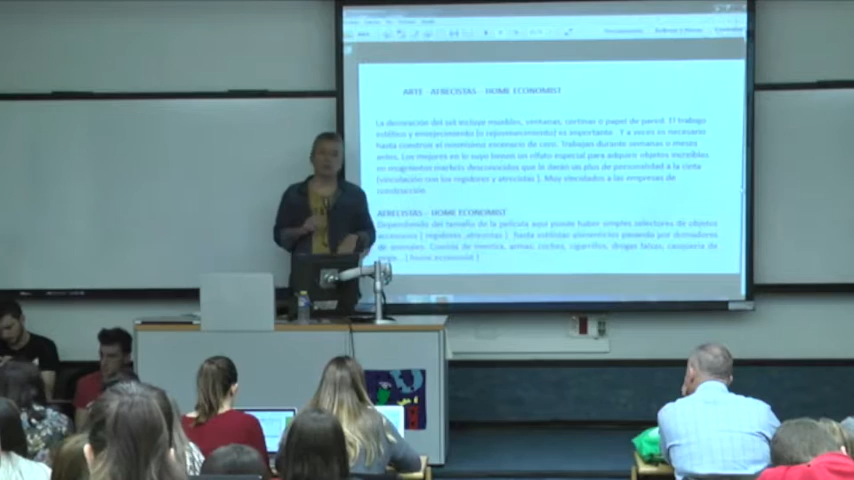 ARTE - ATRECISTAS - HOME ECONOMIST
La decoración del set incluye muebles, ventanas, cortinas o papel de pared. El trabajo
estético y envejecimiento (o rejuvenecimiento) es importante. Y a veces es necesario
hasta construir el mismísimo escenario de cero. Trabajan durante semanas o meses
antes. Los mejores en lo suyo tienen un olfato especial para adquirir objetos increíbles
en enigmáticos markets desconocidos que le darán un plus de personalidad a la cinta
(vinculación con los regidores y atrecistas ). Muy vinculados a las empresas de
construcción.
ATRECISTAS - HOME ECONOMIST
Dependiendo del tamaño de la película aquí puede haber simples selectores de objetos
accesorios ( regidores, atrecistas ) hasta estilistas alimenticios pasando por domadores
de animales. Comida de mentira, armas, coches, cigarrillos, drogas falsas, casquería de
( home economist )